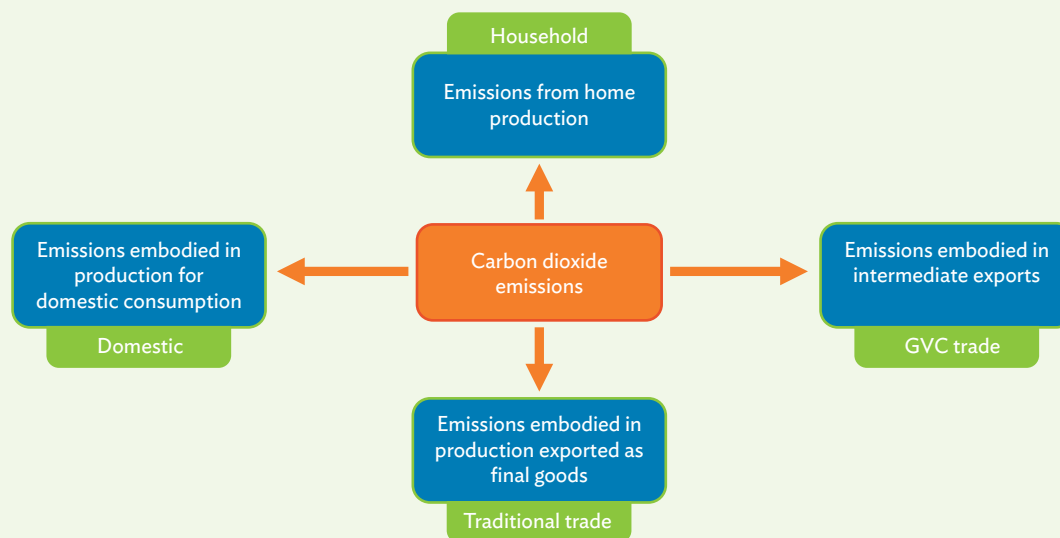 Household
Emissions from home
production
Emissions embodied in
production for
domestic consumption
Domestic
Carbon dioxide
emissions
Emissions embodied in
intermediate exports
GVC trade
Emissions embodied in
production exported as
final goods
Traditional trade